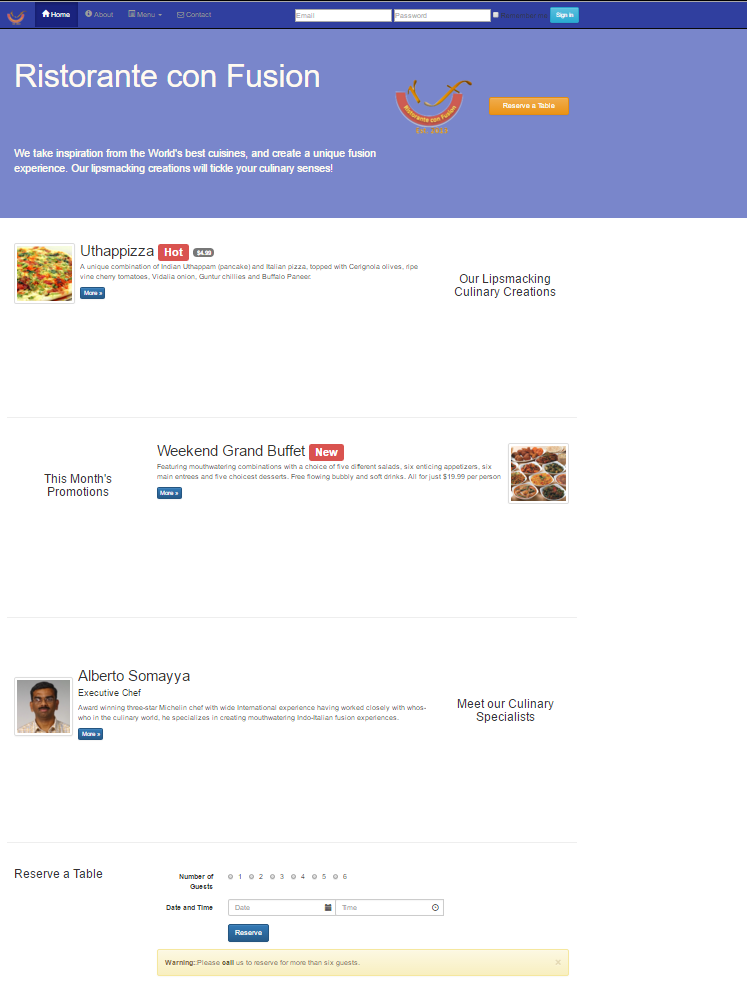 Home About Menu Contact Email Password Sign in
Ristorante con Fusion
Ristorante con Fusion
Reserve a Table
We take inspiration from the World's best cuisines, and create a unique fusion
experience. Our lipsmacking creations will tickle your culinary senses!
Uthappizza Hot $4.99
A unique combination of Indian Uthappam (pancake) and Italian pizza, topped with Cerignola olives, ripe
vine cherry tomatoes, Vidalia onion, Guntur chillies and Buffalo Paneer.
More »
Our Lipsmacking
Culinary Creations
This Month's
Promotions
Weekend Grand Buffet New
Featuring mouthwatering combinations with a choice of five different salads, six enticing appetizers, six
main entrees and five choicest desserts. Free flowing bubbly and soft drinks. All for just $19.99 per person
More »
Alberto Somayya
Executive Chef
Award winning three-star Michelin chef with wide International experience having worked closely with whos-
who in the culinary world, he specializes in creating mouthwatering Indo-Italian fusion experiences.
More »
Meet our Culinary
Specialists
Reserve a Table
Number of
Guests
1 2 3 4 5 6
Date and Time Date Time
Reserve
Warning: Please call us to reserve for more than six guests. ×